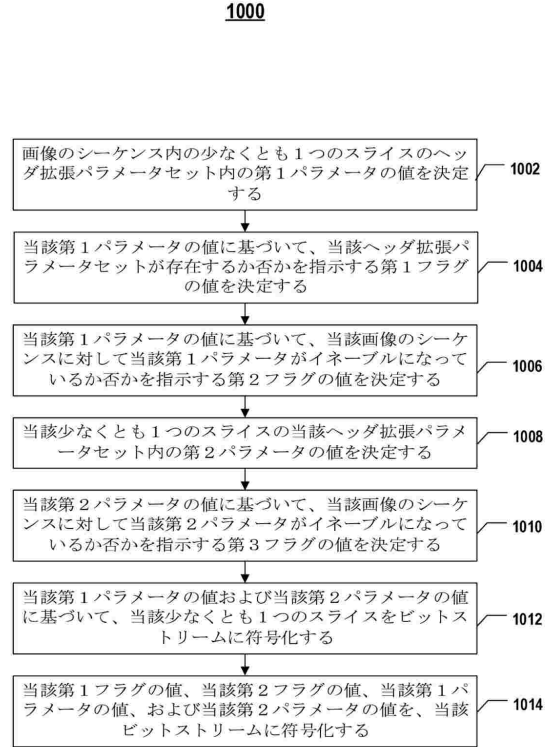 1000
画像のシーケンス内の少なくとも１つのスライスのヘッ
ダ拡張パラメータセット内の第１パラメータの値を決定
する
1002
当該第１パラメータの値に基づいて、当該ヘッダ拡張パ
ラメータセットが存在するか否かを指示する第１フラグ
の値を決定する
1004
当該第１パラメータの値に基づいて、当該画像のシーケ
ンスに対して当該第１パラメータがイネーブルになって
いるか否かを指示する第２フラグの値を決定する
1006
当該少なくとも１つのスライスの当該ヘッダ拡張パラメ
ータセット内の第２パラメータの値を決定する
1008
当該第２パラメータの値に基づいて、当該画像のシーケ
ンスに対して当該第２パラメータがイネーブルになって
いるか否かを指示する第３フラグの値を決定する
1010
当該第１パラメータの値および当該第２パラメータの値
に基づいて、当該少なくとも１つのスライスをビットス
トリームに符号化する
1012
当該第１フラグの値、当該第２フラグの値、当該第１パ
ラメータの値、および当該第２パラメータの値を、当該
ビットストリームに符号化する
1014